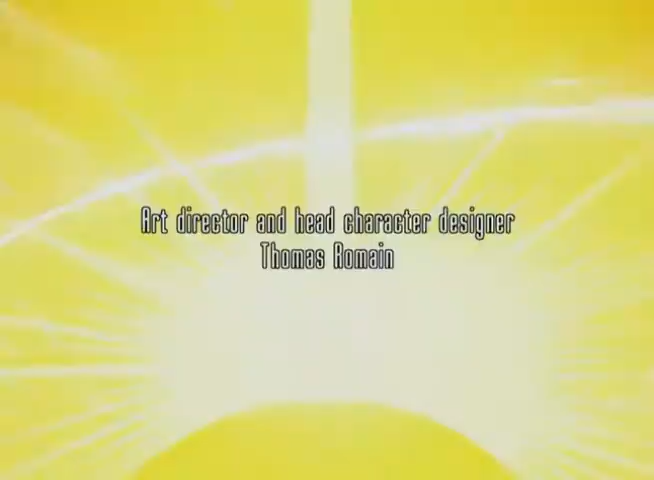 Art director and head character designer
Thomas Romain